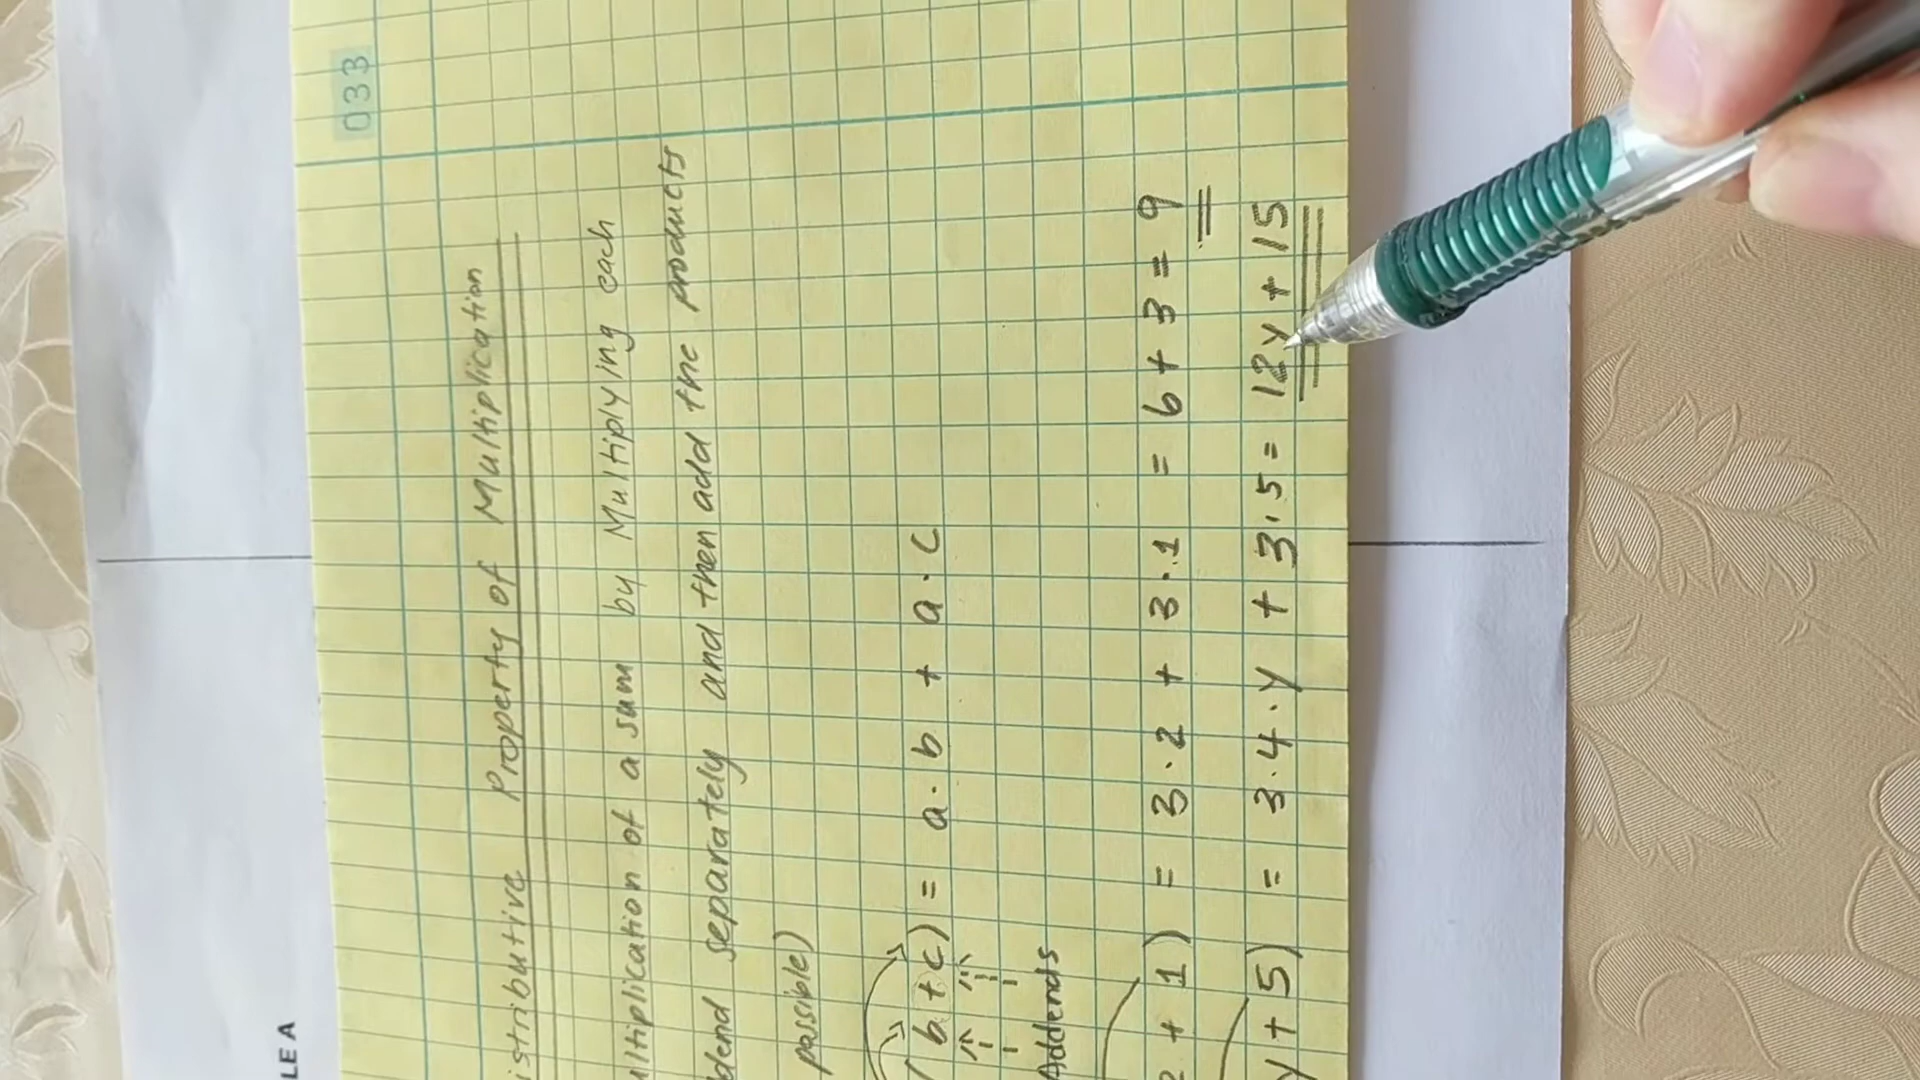 033
istributive Property of Multiplication
ultiplication of a sum by Multiplying each
dend separately and then add the products
possible)
(b+c) = a·b + a·c
Addends
2 + 1) = 3·2 + 3·1 = 6+3=9
y+5) = 3·4·y + 3·5= 12y+15
LE A